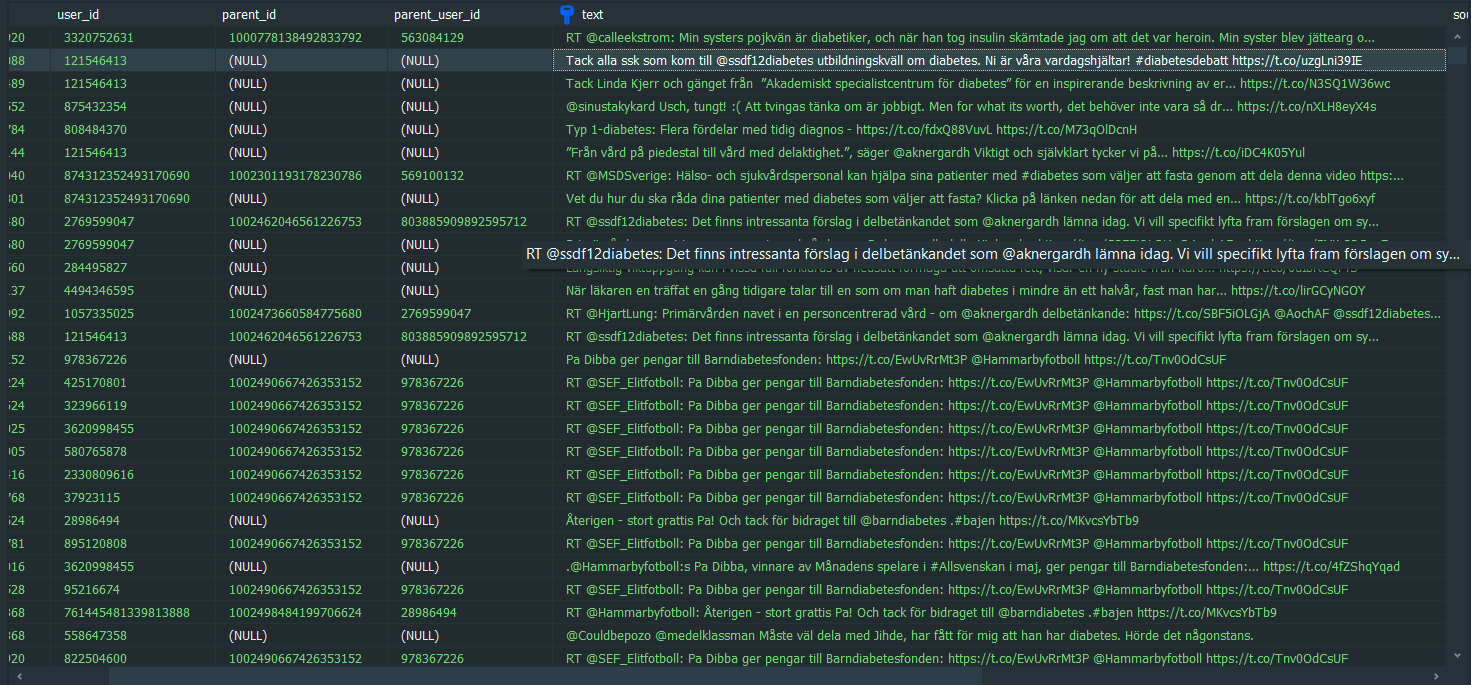 user_id parent_id parent_user_id text sou
020 3320752631 1000778138492833792 563084129 RT @calleekstrom: Min systers pojkvän är diabetiker, och när han tog insulin skämtade jag om att det var heroin. Min syster blev jättearg o...
088 121546413 (NULL) (NULL) Tack alla ssk som kom till @ssdf12diabetes utbildningskväll om diabetes. Ni är våra vardagshjältar! #diabetesdebatt https://t.co/uzgLni39IE
489 121546413 (NULL) (NULL) Tack Linda Kjerr och gänget från ”Akademiskt specialistcentrum för diabetes” för en inspirerande beskrivning av er... https://t.co/N3SQ1W36wc
552 875432354 (NULL) (NULL) @sinustakykard Usch, tungt! :( Att tvingas tänka om är jobbigt. Men for what its worth, det behöver inte vara så dr... https://t.co/nXLH8eyX4s
784 808484370 (NULL) (NULL) Typ 1-diabetes: Flera fördelar med tidig diagnos - https://t.co/fdxQ88VuvL https://t.co/M73qOlDcnH
144 121546413 (NULL) (NULL) ”Från vård på piedestal till vård med delaktighet.”, säger @aknergardh Viktigt och självklart tycker vi på... https://t.co/iDC4K05Yul
040 874312352493170690 1002301193178230786 569100132 RT @MSDSverige: Hälso- och sjukvårdspersonal kan hjälpa sina patienter med #diabetes som väljer att fasta genom att dela denna video https:...
301 874312352493170690 (NULL) (NULL) Vet du hur du ska råda dina patienter med diabetes som väljer att fasta? Klicka på länken nedan för att dela med en... https://t.co/kblTgo6xyf
480 2769599047 1002462046561226753 803885909892595712 RT @ssdf12diabetes: Det finns intressanta förslag i delbetänkandet som @aknergardh lämna idag. Vi vill specifikt lyfta fram förslagen om sy...
680 2769599047 (NULL) (NULL)
RT @ssdf12diabetes: Det finns intressanta förslag i delbetänkandet som @aknergardh lämna idag. Vi vill specifikt lyfta fram förslagen om sy...
560 284495827 (NULL) (NULL)
137 4494346595 (NULL) (NULL) När läkaren en träffat en gång tidigare talar till en som om man haft diabetes i mindre än ett halvår, fast man har... https://t.co/lirGCyNGOY
092 1057335025 1002473660584775680 2769599047 RT @HjartLung: Primärvården navet i en personcentrerad vård - om @aknergardh delbetänkande: https://t.co/SBF5iOLGjA @AochAF @ssdf12diabetes...
688 121546413 1002462046561226753 803885909892595712 RT @ssdf12diabetes: Det finns intressanta förslag i delbetänkandet som @aknergardh lämna idag. Vi vill specifikt lyfta fram förslagen om sy...
152 978367226 (NULL) (NULL) Pa Dibba ger pengar till Barndiabetesfonden: https://t.co/EwUvRrMt3P @Hammarbyfotboll https://t.co/Tnv0OdCsUF
224 425170801 1002490667426353152 978367226 RT @SEF_Elitfotboll: Pa Dibba ger pengar till Barndiabetesfonden: https://t.co/EwUvRrMt3P @Hammarbyfotboll https://t.co/Tnv0OdCsUF
524 323966119 1002490667426353152 978367226 RT @SEF_Elitfotboll: Pa Dibba ger pengar till Barndiabetesfonden: https://t.co/EwUvRrMt3P @Hammarbyfotboll https://t.co/Tnv0OdCsUF
025 3620998455 1002490667426353152 978367226 RT @SEF_Elitfotboll: Pa Dibba ger pengar till Barndiabetesfonden: https://t.co/EwUvRrMt3P @Hammarbyfotboll https://t.co/Tnv0OdCsUF
905 580765878 1002490667426353152 978367226 RT @SEF_Elitfotboll: Pa Dibba ger pengar till Barndiabetesfonden: https://t.co/EwUvRrMt3P @Hammarbyfotboll https://t.co/Tnv0OdCsUF
416 2330809616 1002490667426353152 978367226 RT @SEF_Elitfotboll: Pa Dibba ger pengar till Barndiabetesfonden: https://t.co/EwUvRrMt3P @Hammarbyfotboll https://t.co/Tnv0OdCsUF
768 37923115 1002490667426353152 978367226 RT @SEF_Elitfotboll: Pa Dibba ger pengar till Barndiabetesfonden: https://t.co/EwUvRrMt3P @Hammarbyfotboll https://t.co/Tnv0OdCsUF
624 28986494 (NULL) (NULL) Återigen - stort grattis Pa! Och tack för bidraget till @barndiabetes .#bajen https://t.co/MKvcsYbTb9
781 895120808 1002490667426353152 978367226 RT @SEF_Elitfotboll: Pa Dibba ger pengar till Barndiabetesfonden: https://t.co/EwUvRrMt3P @Hammarbyfotboll https://t.co/Tnv0OdCsUF
016 3620998455 (NULL) (NULL) .@Hammarbyfotboll:s Pa Dibba, vinnare av Månadens spelare i #Allsvenskan i maj, ger pengar till Barndiabetesfonden:... https://t.co/4fZShqYqad
528 95216674 1002490667426353152 978367226 RT @SEF_Elitfotboll: Pa Dibba ger pengar till Barndiabetesfonden: https://t.co/EwUvRrMt3P @Hammarbyfotboll https://t.co/Tnv0OdCsUF
368 761445481339813888 1002498484199706624 28986494 RT @Hammarbyfotboll: Återigen - stort grattis Pa! Och tack för bidraget till @barndiabetes .#bajen https://t.co/MKvcsYbTb9
368 558647358 (NULL) (NULL) @Couldbepozo @medelklassman Måste väl dela med Jihde, har fått för mig att han har diabetes. Hörde det någonstans.
020 822504600 1002490667426353152 978367226 RT @SEF_Elitfotboll: Pa Dibba ger pengar till Barndiabetesfonden: https://t.co/EwUvRrMt3P @Hammarbyfotboll https://t.co/Tnv0OdCsUF